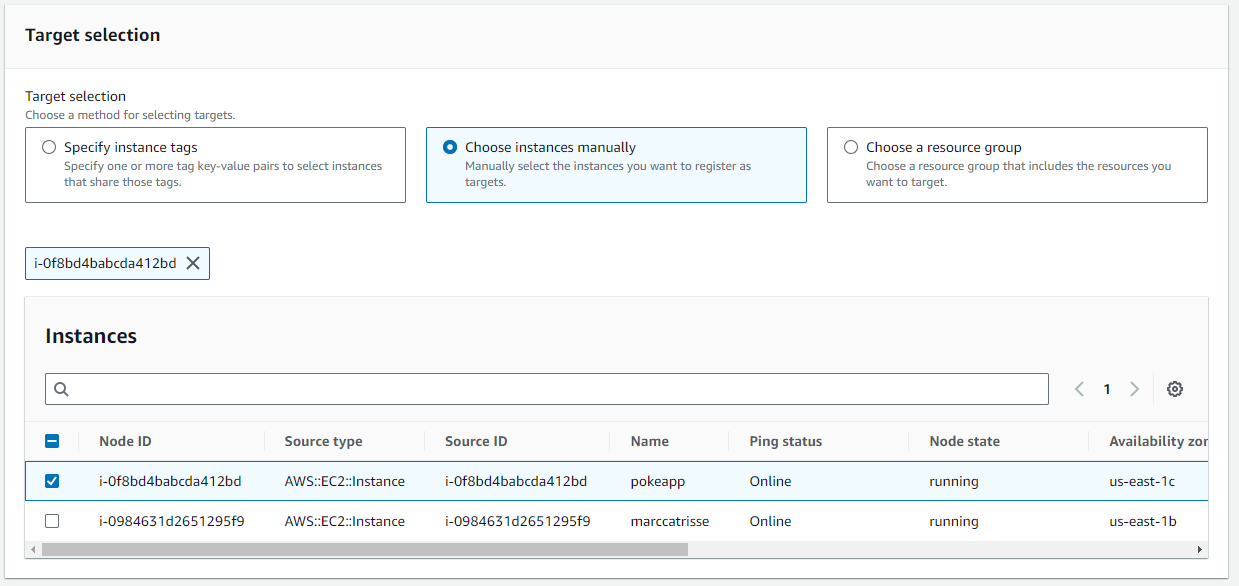 Target selection
Target selection
Choose a method for selecting targets.
Specify instance tags
Specify one or more tag key-value pairs to select instances
that share those tags.
Choose instances manually
Manually select the instances you want to register as
targets.
Choose a resource group
Choose a resource group that includes the resources you
want to target.
i-0f8bd4babcda412bd
Instances
1
Node ID Source type Source ID Name Ping status Node state Availability zor
i-0f8bd4babcda412bd AWS::EC2::Instance i-0f8bd4babcda412bd pokeapp Online running us-east-1c
i-0984631d2651295f9 AWS::EC2::Instance i-0984631d2651295f9 marccatrisse Online running us-east-1b